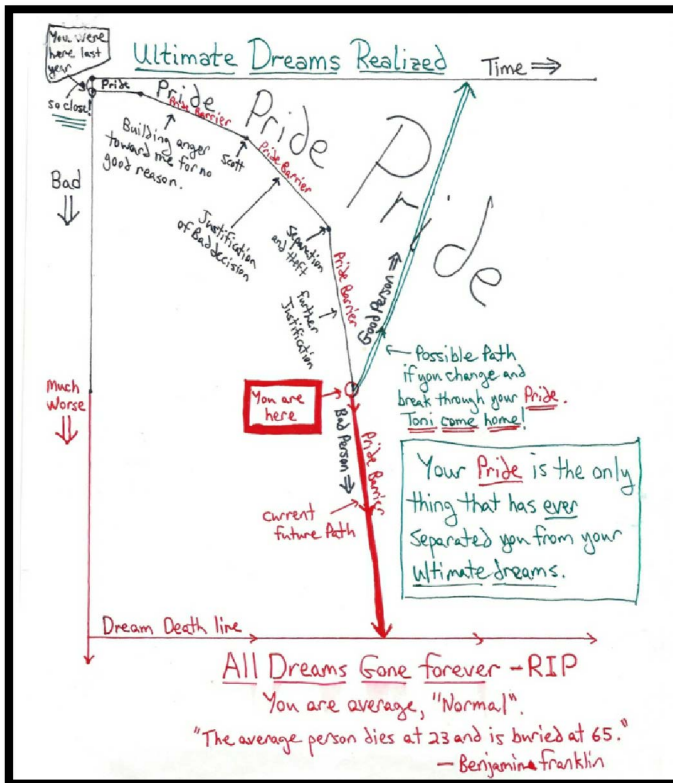 You were
here last
year
so close!
Ultimate Dreams Realized
Time
Pride
Pride
Pride
Pride
Pride Barrier
Building anger
toward me for no
good reason.
Scott
Pride Barrier
Justification
of Bad decision
Separation
and theft
Pride Barrier
further
Justification
Bad
Much
Worse
Good Person
Possible Path
if you change and
break through your Pride.
Toni come home!
You are
here
Bad Person
Pride Barrier
current
future Path
Your Pride is the only
thing that has ever
separated you from your
ultimate dreams.
Dream Death line
All Dreams Gone forever - RIP
You are average, "Normal".
"The average person dies at 23 and is buried at 65."
- Benjamin franklin